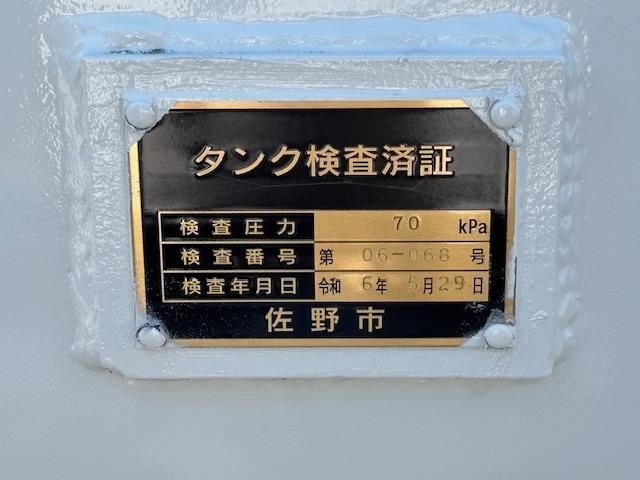 タンク検査済証
検査圧力 70 kPa
検査番号 第 06-068 号
検査年月日 令和 6年 5月29日
佐野市